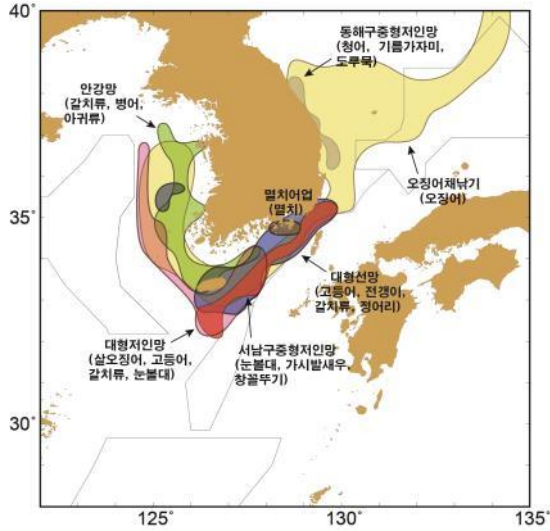 40˚
동해구중형저인망
(청어, 기름가자미,
도루묵)
안강망
(갈치류, 병어,
아귀류)
오징어채낚기
(오징어)
멸치어업
(멸치)
35˚
대형선망
(고등어, 전갱이,
갈치류, 정어리)
대형저인망
(살오징어, 고등어,
갈치류, 눈볼대)
서남구중형저인망
(눈볼대, 가시발새우,
창꼴뚜기)
30˚
125˚
130˚
135˚